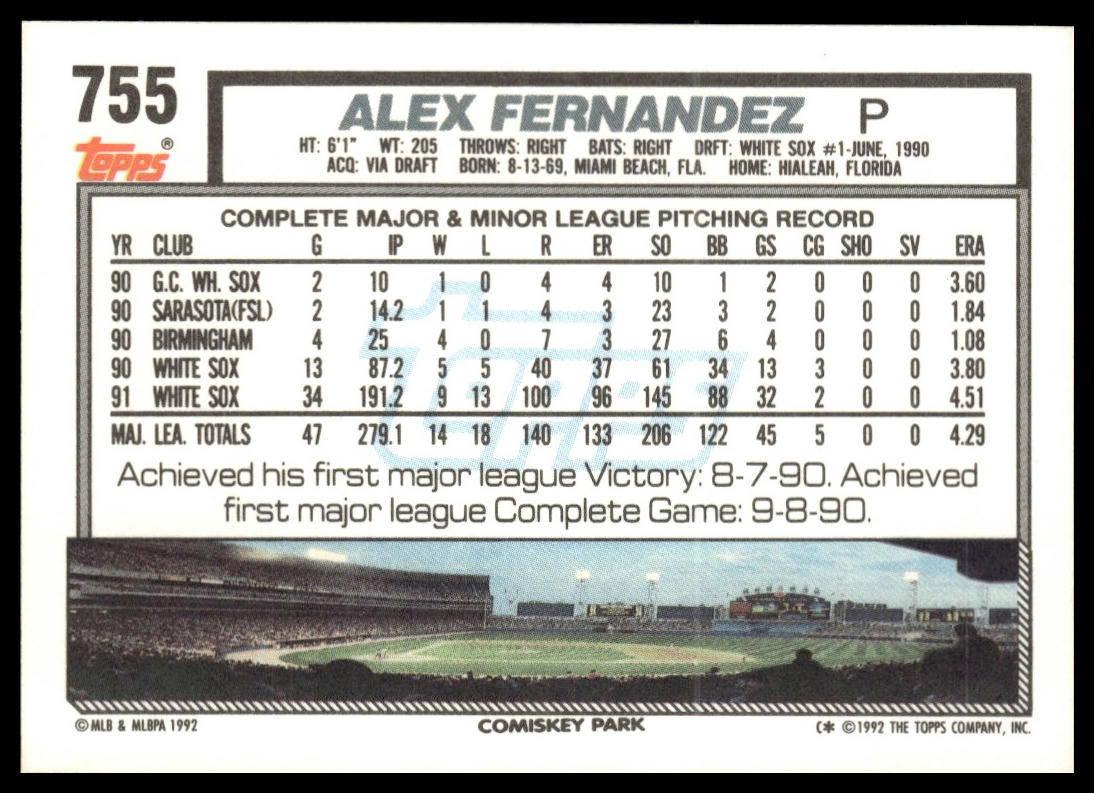 755
topps®
ALEX FERNANDEZ P
HT: 6'1" WT: 205 THROWS: RIGHT BATS: RIGHT DRFT: WHITE SOX #1-JUNE, 1990
ACQ: VIA DRAFT BORN: 8-13-69, MIAMI BEACH, FLA. HOME: HIALEAH, FLORIDA
COMPLETE MAJOR & MINOR LEAGUE PITCHING RECORD
YR CLUB G IP W L R ER SO BB GS CG SHO SV ERA
90 G.C. WH. SOX 2 10 1 0 4 4 10 1 2 0 0 0 3.60
90 SARASOTA(FSL) 2 14.2 1 1 4 3 23 3 2 0 0 0 1.84
90 BIRMINGHAM 4 25 4 0 7 3 27 6 4 0 0 0 1.08
90 WHITE SOX 13 87.2 5 5 40 37 61 34 13 3 0 0 3.80
91 WHITE SOX 34 191.2 9 13 100 96 145 88 32 2 0 0 4.51
MAJ. LEA. TOTALS 47 279.1 14 18 140 133 206 122 45 5 0 0 4.29
topps
Achieved his first major league Victory: 8-7-90. Achieved
first major league Complete Game: 9-8-90.
© MLB & MLBPA 1992 COMISKEY PARK C* © 1992 THE TOPPS COMPANY, INC.